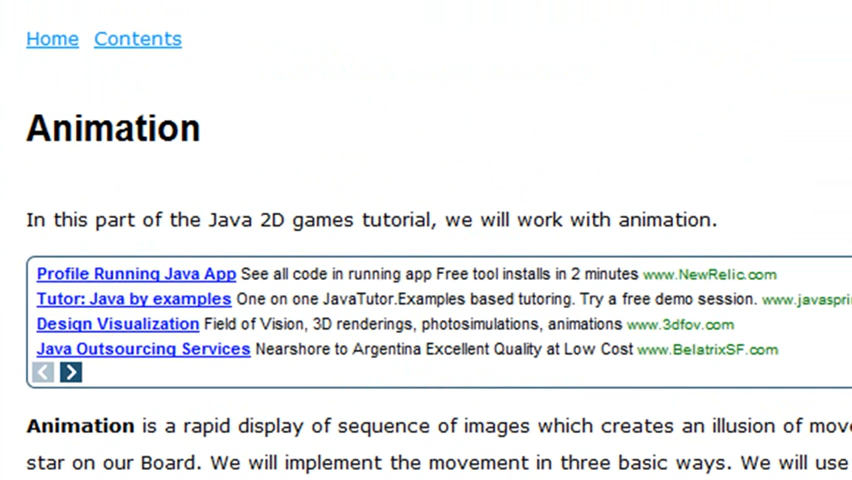 Home Contents
Animation
In this part of the Java 2D games tutorial, we will work with animation.
Profile Running Java App See all code in running app Free tool installs in 2 minutes www.NewRelic.com
Tutor: Java by examples One on one JavaTutor.Examples based tutoring. Try a free demo session. www.javaspri
Design Visualization Field of Vision, 3D renderings, photosimulations, animations www.3dfov.com
Java Outsourcing Services Nearshore to Argentina Excellent Quality at Low Cost www.BelatrixSF.com
Animation is a rapid display of sequence of images which creates an illusion of move
star on our Board. We will implement the movement in three basic ways. We will use